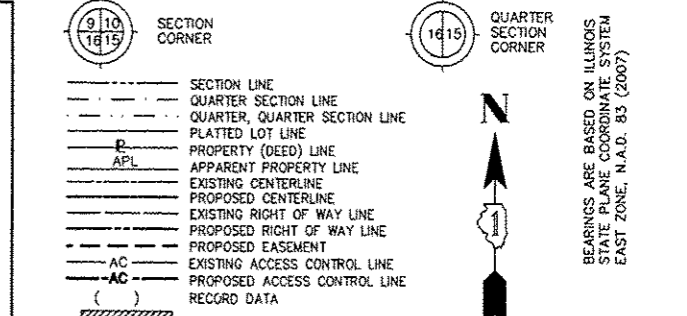 9 10
16 15
SECTION
CORNER
16 15
QUARTER
SECTION
CORNER
SECTION LINE
QUARTER SECTION LINE
QUARTER, QUARTER SECTION LINE
PLATTED LOT LINE
P PROPERTY (DEED) LINE
APL APPARENT PROPERTY LINE
EXISTING CENTERLINE
PROPOSED CENTERLINE
EXISTING RIGHT OF WAY LINE
PROPOSED RIGHT OF WAY LINE
PROPOSED EASEMENT
AC EXISTING ACCESS CONTROL LINE
AC PROPOSED ACCESS CONTROL LINE
( ) RECORD DATA
N
1
BEARINGS ARE BASED ON ILLINOIS
STATE PLANE COORDINATE SYSTEM
EAST ZONE, N.A.D. 83 (2007)